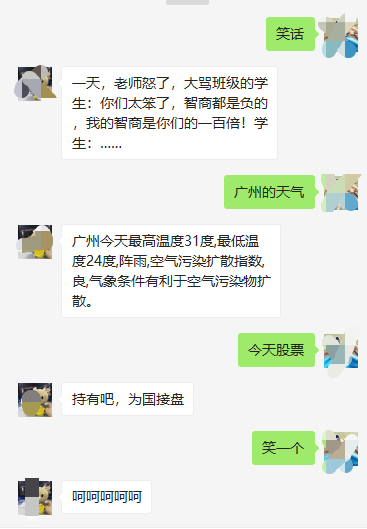 笑话
一天，老师怒了，大骂班级的学
生：你们太笨了，智商都是负的
，我的智商是你们的一百倍！学
生：……
广州的天气
广州今天最高温度31度,最低温
度24度,阵雨,空气污染扩散指数,
良,气象条件有利于空气污染物扩
散。
今天股票
持有吧，为国接盘
笑一个
呵呵呵呵呵